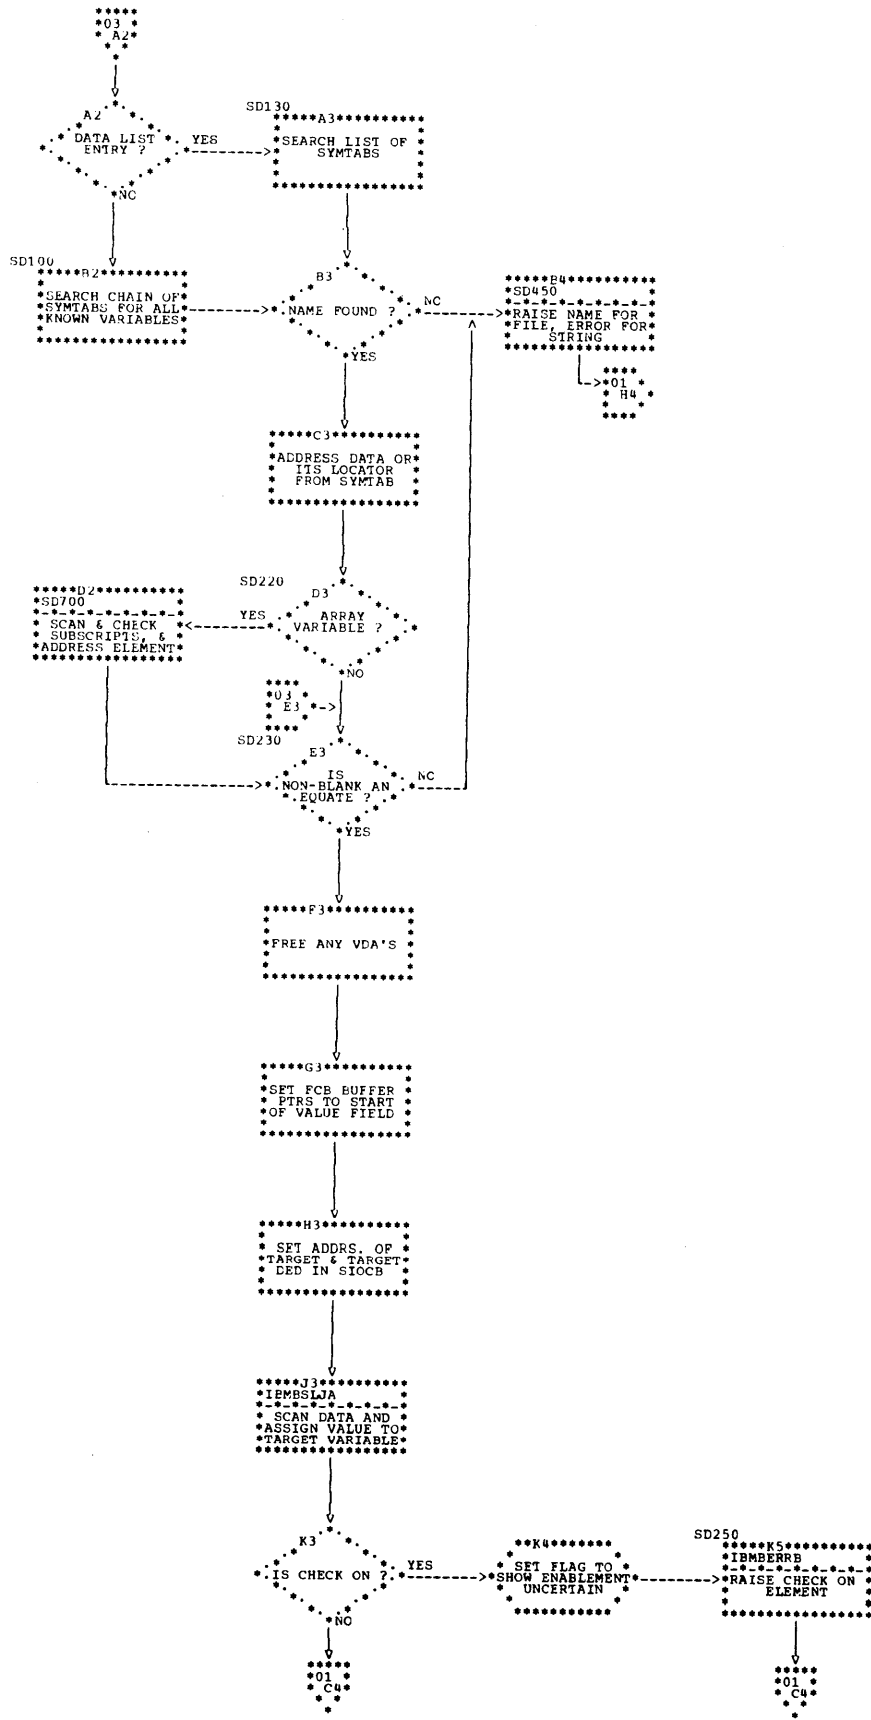 03
A2
A2
DATA LIST
ENTRY ?
YES
NO
SD130
A3
SEARCH LIST OF
SYMTABS
SD100
B2
SEARCH CHAIN OF
SYMTABS FOR ALL
KNOWN VARIABLES
B3
NAME FOUND ?
NO
YES
B4
SD450
RAISE NAME FOR
FILE, ERROR FOR
STRING
01
H4
C3
ADDRESS DATA OR
ITS LOCATOR
FROM SYMTAB
SD220
D3
ARRAY
VARIABLE ?
YES
NO
D2
SD700
SCAN & CHECK
SUBSCRIPTS, &
ADDRESS ELEMENT
03
E3
SD230
E3
IS
NON-BLANK AN
EQUATE ?
NO
YES
F3
FREE ANY VDA'S
G3
SET FCB BUFFER
PTRS TO START
OF VALUE FIELD
H3
SET ADDRS. OF
TARGET & TARGET
DED IN SIOCB
J3
IBMBSLJA
SCAN DATA AND
ASSIGN VALUE TO
TARGET VARIABLE
K3
IS CHECK ON ?
YES
NO
K4
SET FLAG TO
SHOW ENABLEMENT
UNCERTAIN
SD250
K5
IBMBERRB
RAISE CHECK ON
ELEMENT
01
C4
01
C4